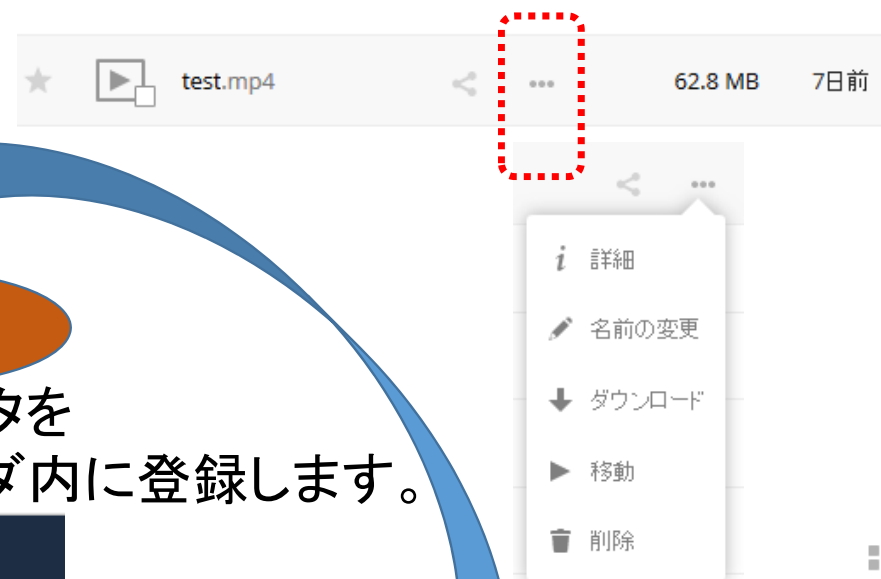 test.mp4 62.8 MB 7日前
i 詳細
名前の変更
ダウンロード
移動
削除
タを
ダ内に登録します。